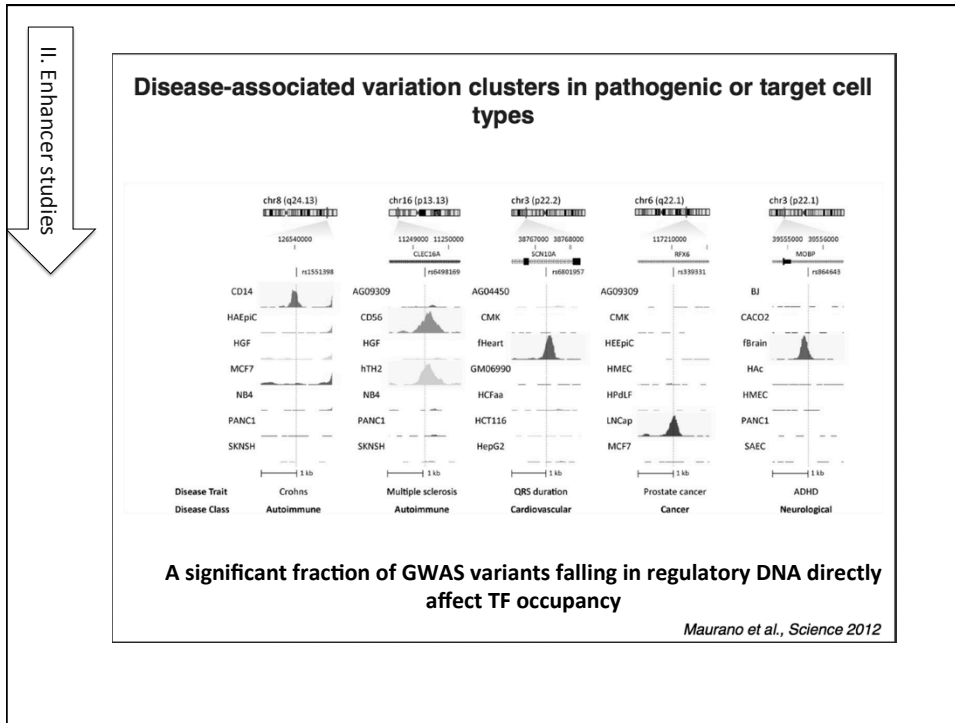 II. Enhancer studies
Disease-associated variation clusters in pathogenic or target cell
types
chr8 (q24.13)
126540000
rs1551398
CD14
HAEpiC
HGF
MCF7
NB4
PANC1
SKNSH
1 kb
chr16 (p13.13)
11249000 11250000
CLEC16A
rs6498169
AG09309
CD56
HGF
hTH2
NB4
PANC1
SKNSH
1 kb
chr3 (p22.2)
38767000 38768000
SCN10A
rs6801957
AG04450
CMK
fHeart
GM06990
HCFaa
HCT116
HepG2
1 kb
chr6 (q22.1)
117210000
RFX6
rs339331
AG09309
CMK
HEEpiC
HMEC
HPdLF
LNCap
MCF7
1 kb
chr3 (p22.1)
39555000 39556000
MOBP
rs864643
BJ
CACO2
fBrain
HAc
HMEC
PANC1
SAEC
1 kb
Disease Trait Crohns Multiple sclerosis QRS duration Prostate cancer ADHD
Disease Class Autoimmune Autoimmune Cardiovascular Cancer Neurological
A significant fraction of GWAS variants falling in regulatory DNA directly
affect TF occupancy
Maurano et al., Science 2012